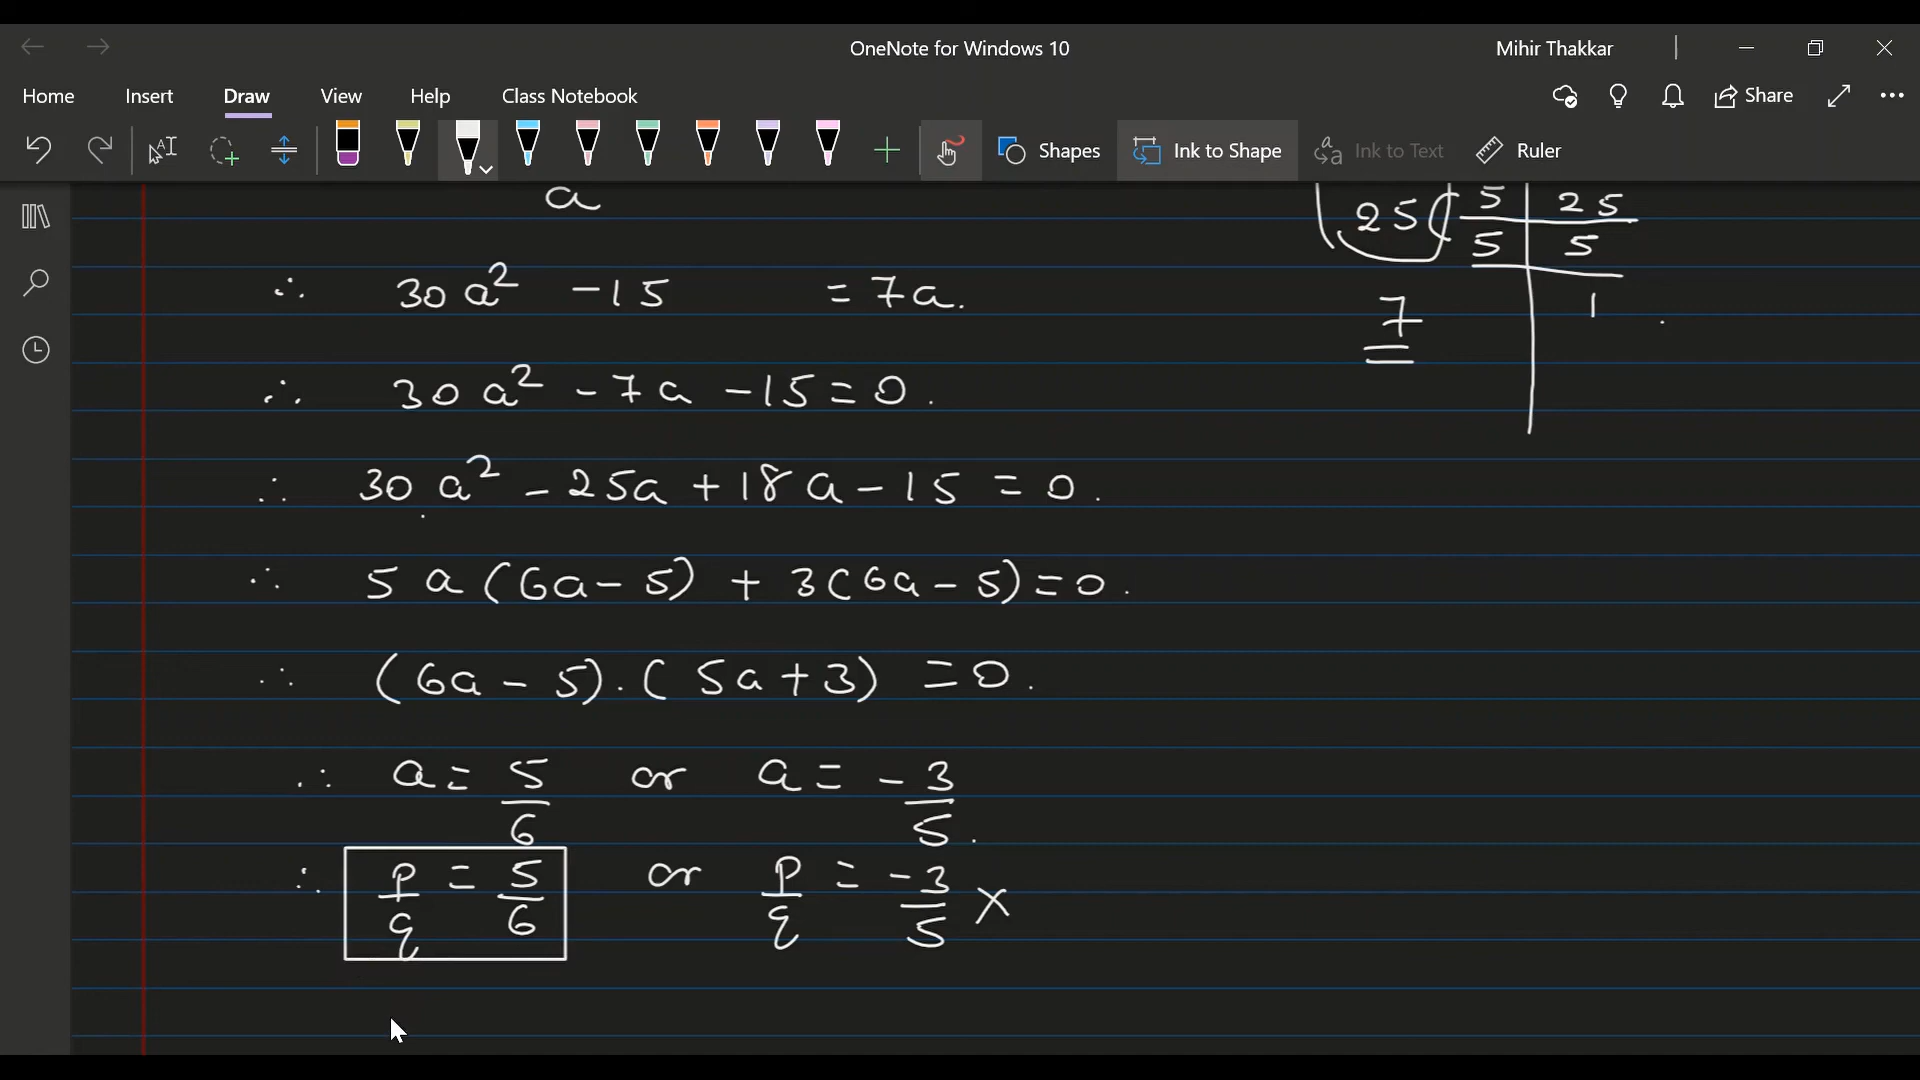 OneNote for Windows 10
Mihir Thakkar
Home Insert Draw View Help Class Notebook
Share
Shapes Ink to Shape Ink to Text Ruler
a
25 5 25
5 5
∴ 30a² -15 = 7a.
7 1
∴ 30a² - 7a -15 = 0.
∴ 30a² - 25a + 18a - 15 = 0.
∴ 5a(6a - 5) + 3(6a - 5) = 0.
∴ (6a - 5).(5a + 3) = 0.
∴ a = 5/6 or a = -3/5.
∴ p/q = 5/6 or p/q = -3/5 X